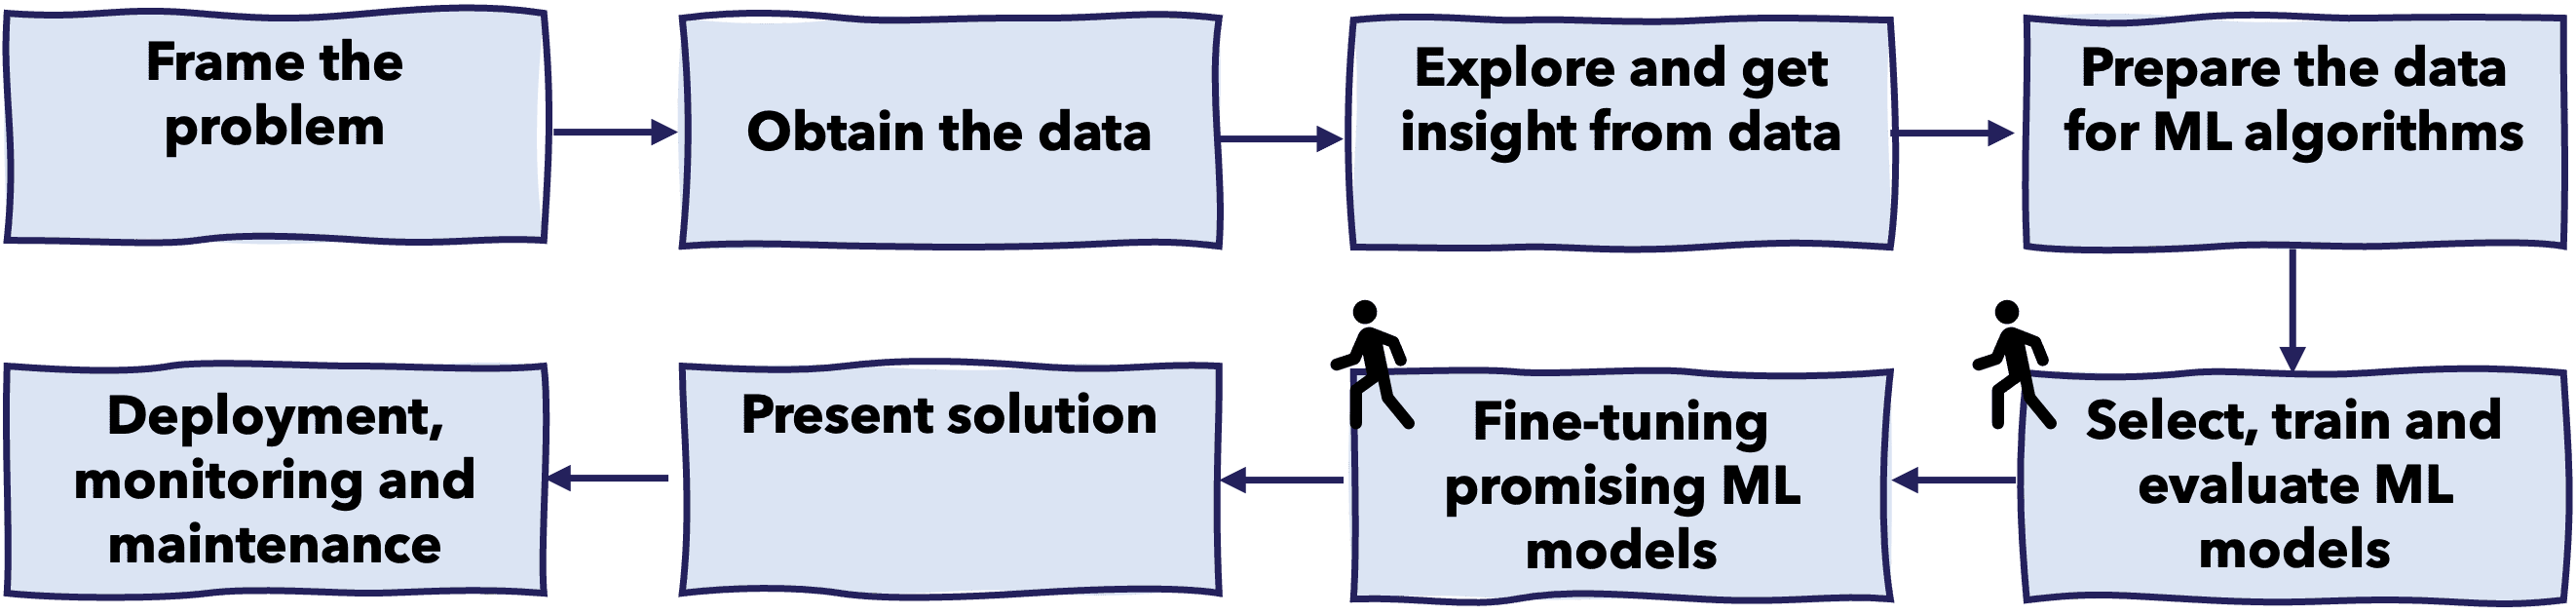 Frame the
problem
Obtain the data
Explore and get
insight from data
Prepare the data
for ML algorithms
Select, train and
evaluate ML
models
Fine-tuning
promising ML
models
Present solution
Deployment,
monitoring and
maintenance